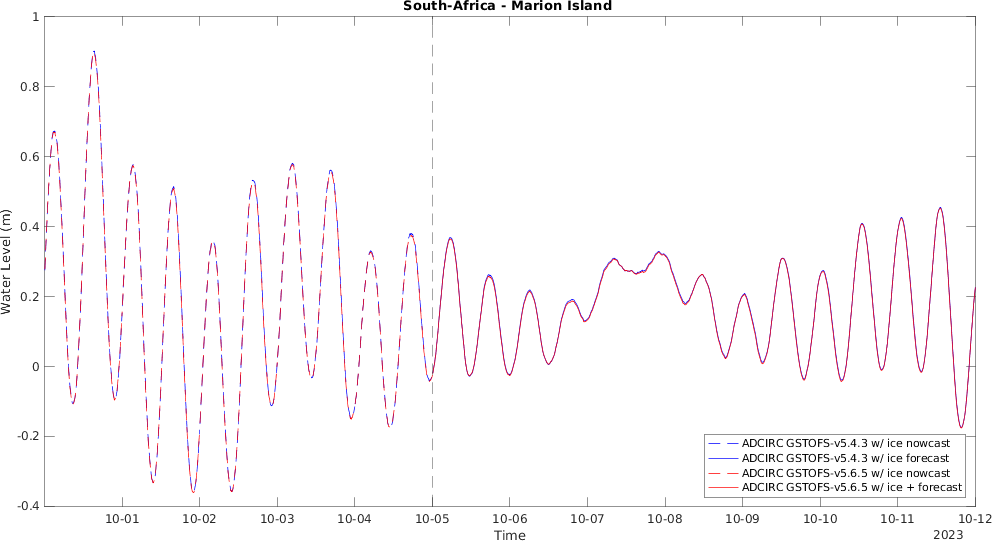 South-Africa - Marion Island
1
0.8
0.6
0.4
0.2
0
-0.2
-0.4
Water Level (m)
10-01 10-02 10-03 10-04 10-05 10-06 10-07 10-08 10-09 10-10 10-11 10-12
Time
2023
ADCIRC GSTOFS-v5.4.3 w/ ice nowcast
ADCIRC GSTOFS-v5.4.3 w/ ice forecast
ADCIRC GSTOFS-v5.6.5 w/ ice nowcast
ADCIRC GSTOFS-v5.6.5 w/ ice + forecast